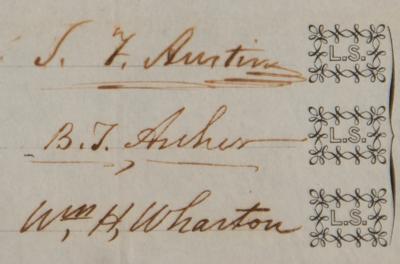 S. F. Austin L.S.
B. T. Archer L.S.
Wm, H, Wharton L.S.